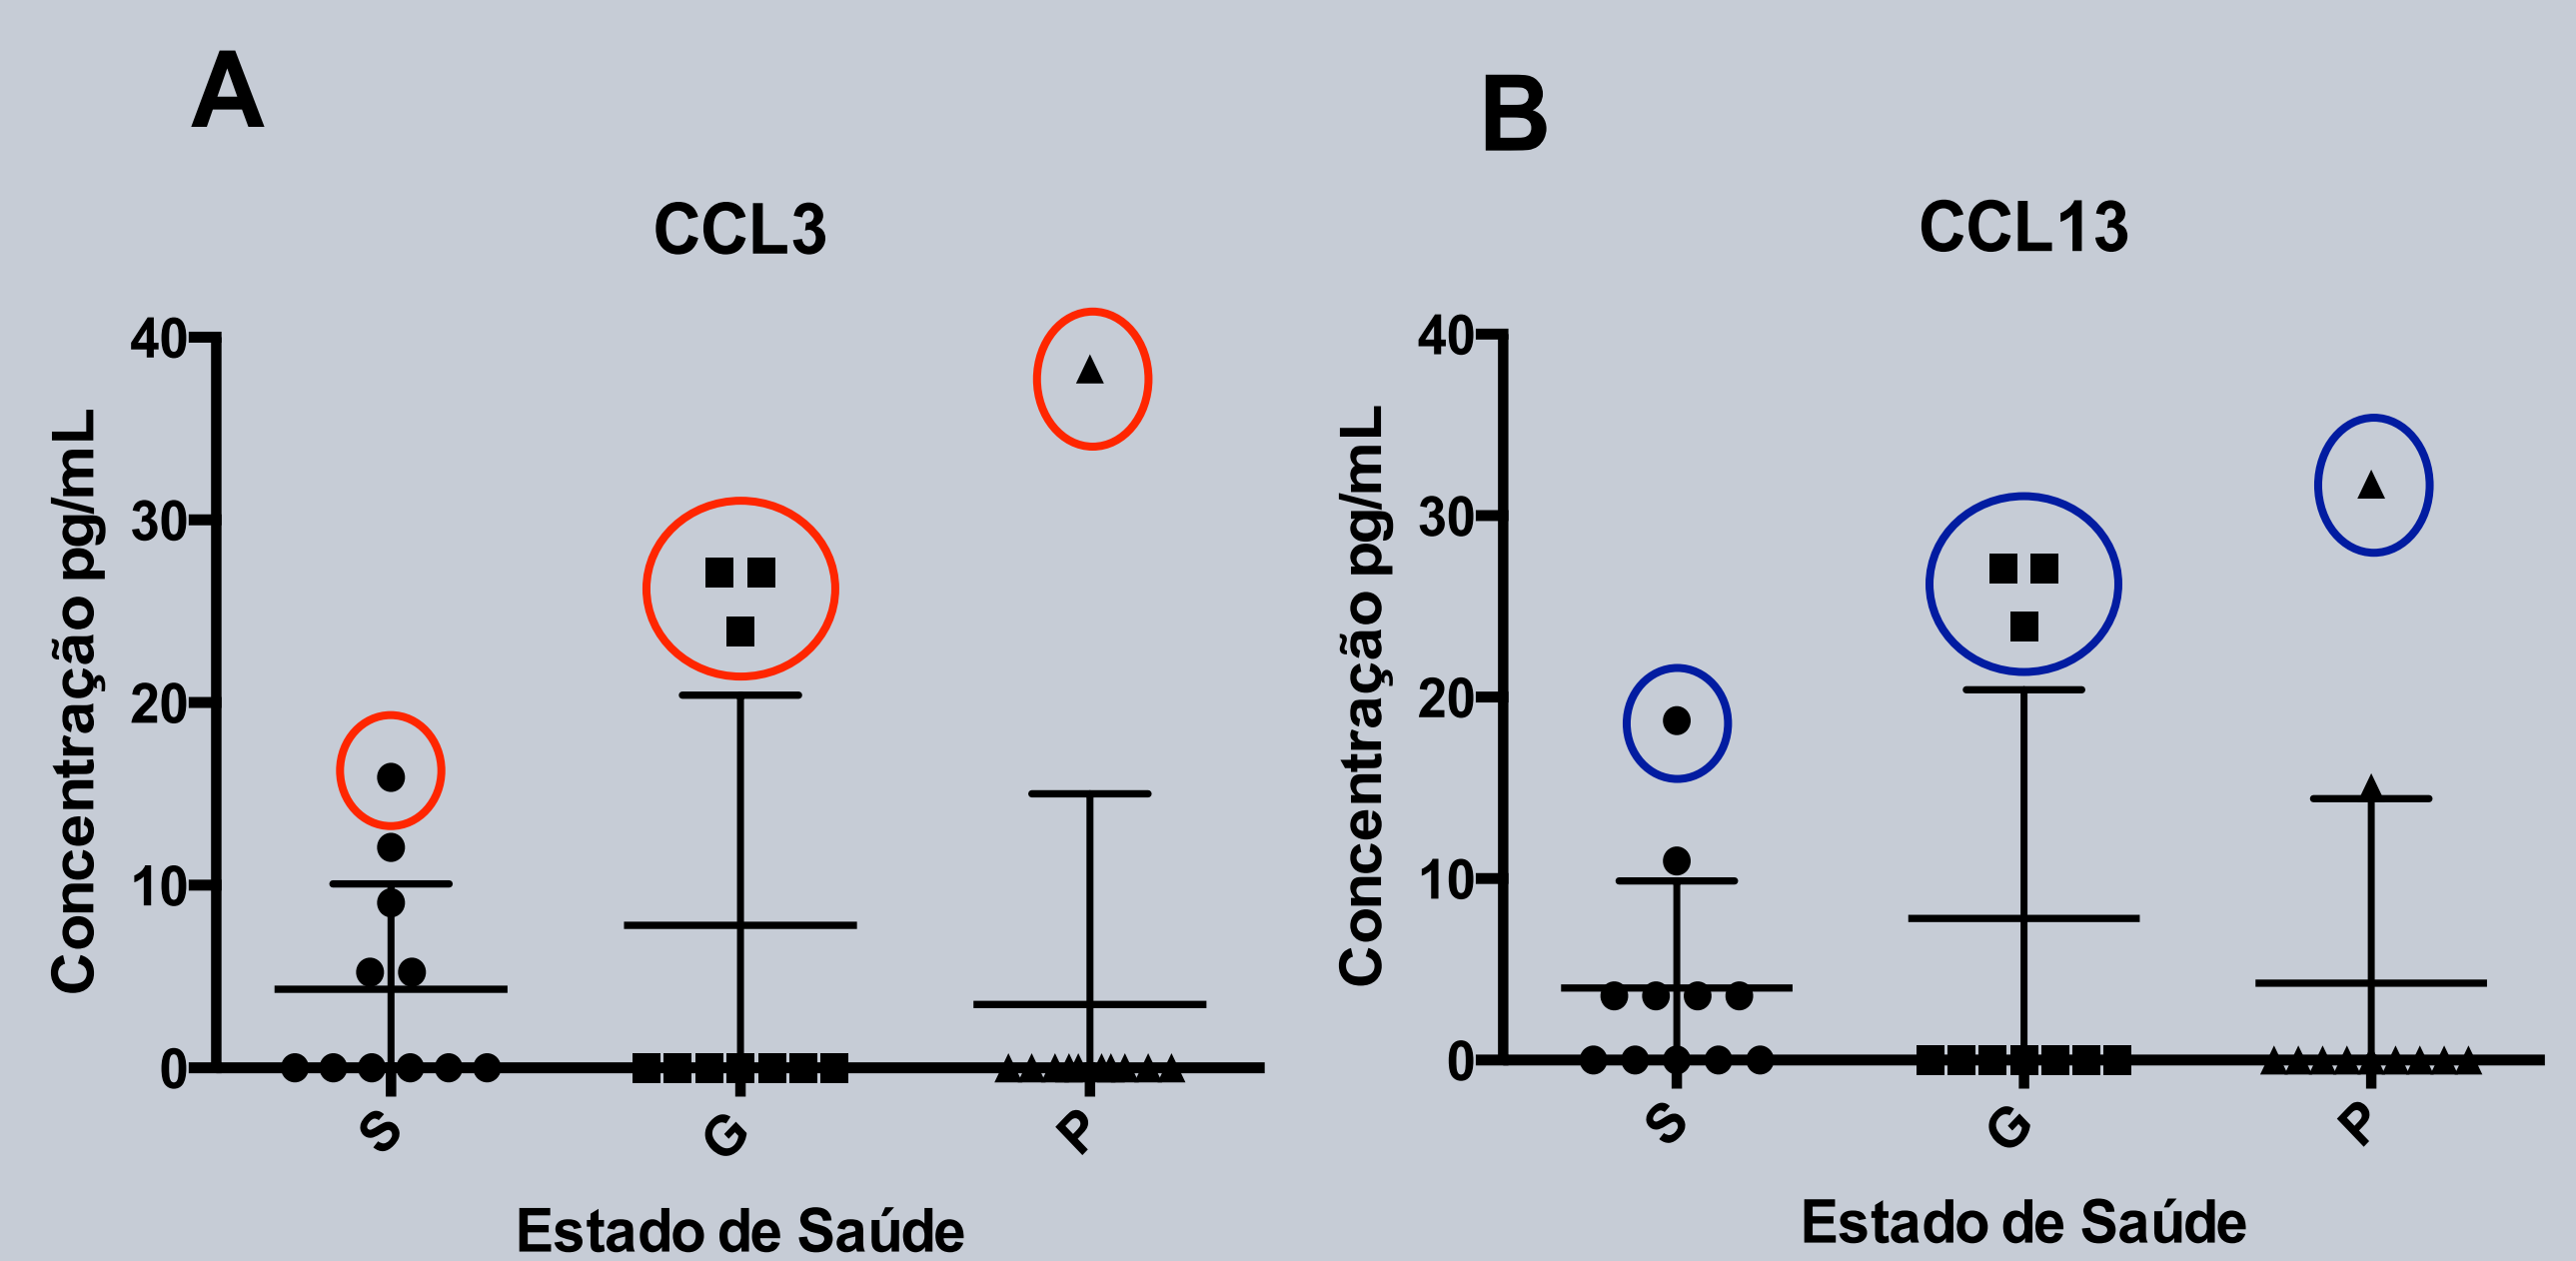 A
CCL3
Concentração pg/mL
40
30
20
10
0
S
G
P
Estado de Saúde
B
CCL13
Concentração pg/mL
40
30
20
10
0
S
G
P
Estado de Saúde